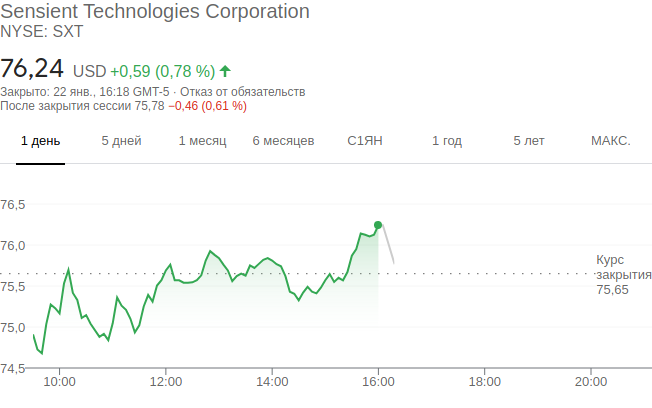 Sensient Technologies Corporation
NYSE: SXT
76,24 USD +0,59 (0,78 %)
Закрыто: 22 янв., 16:18 GMT-5 · Отказ от обязательств
После закрытия сессии 75,78 −0,46 (0,61 %)
1 день 5 дней 1 месяц 6 месяцев С1ЯН 1 год 5 лет МАКС.
76,5
76,0
75,5
75,0
74,5
Курс
закрытия
75,65
10:00 12:00 14:00 16:00 18:00 20:00